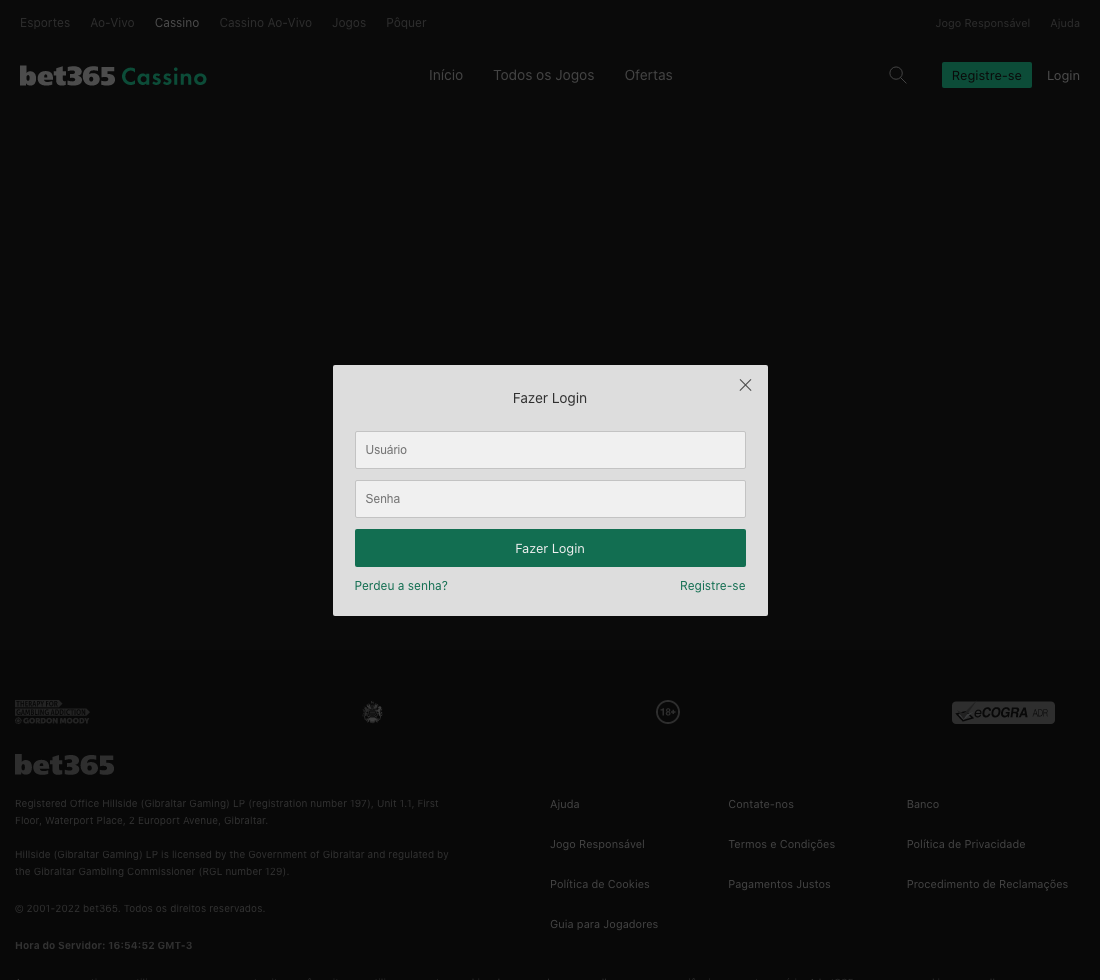 Esportes Ao-Vivo Cassino Cassino Ao-Vivo Jogos Pôquer Jogo Responsável Ajuda
bet365 Cassino Início Todos os Jogos Ofertas Registre-se Login
Fazer Login
Usuário
Senha
Fazer Login
Perdeu a senha? Registre-se
THERAPY FOR
GAMBLING ADDICTION
GORDON MOODY
18+
eCOGRA ADR
bet365
Registered Office Hillside (Gibraltar Gaming) LP (registration number 197), Unit 1.1, First
Floor, Waterport Place, 2 Europort Avenue, Gibraltar.
Hillside (Gibraltar Gaming) LP is licensed by the Government of Gibraltar and regulated by
the Gibraltar Gambling Commissioner (RGL number 129).
© 2001-2022 bet365. Todos os direitos reservados.
Hora do Servidor: 16:54:52 GMT-3
Ajuda Contate-nos Banco
Jogo Responsável Termos e Condições Política de Privacidade
Política de Cookies Pagamentos Justos Procedimento de Reclamações
Guia para Jogadores